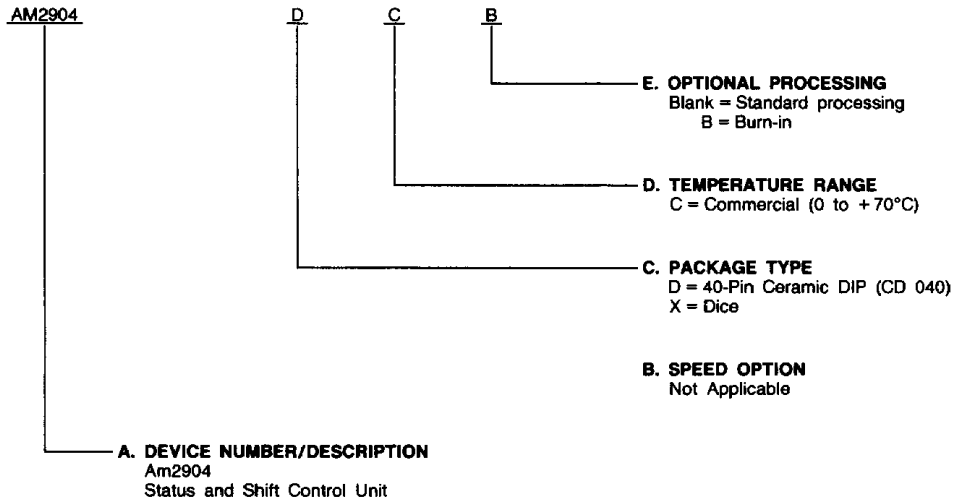 AM2904 D C B
E. OPTIONAL PROCESSING
Blank = Standard processing
B = Burn-in
D. TEMPERATURE RANGE
C = Commercial (0 to +70°C)
C. PACKAGE TYPE
D = 40-Pin Ceramic DIP (CD 040)
X = Dice
B. SPEED OPTION
Not Applicable
A. DEVICE NUMBER/DESCRIPTION
Am2904
Status and Shift Control Unit